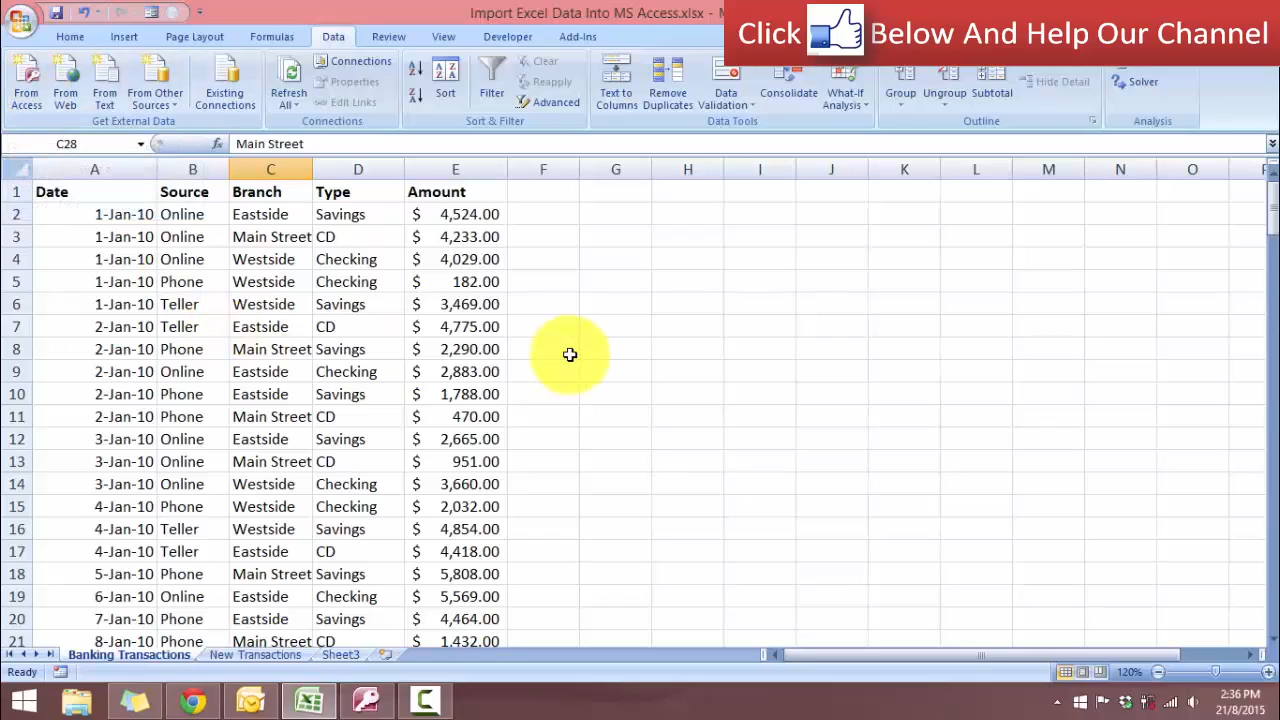 Import Excel Data Into MS Access.xlsx - M
Click Below And Help Our Channel
Home Insert Page Layout Formulas Data Review View Developer Add-Ins
From Access
From Web
From Text
From Other Sources
Existing Connections
Get External Data
Refresh All
Connections
Properties
Edit Links
Connections
Sort
Filter
Clear
Reapply
Advanced
Sort & Filter
Text to Columns
Remove Duplicates
Data Validation
Consolidate
What-If Analysis
Data Tools
Group
Ungroup
Subtotal
Hide Detail
Outline
Solver
Analysis
C28 fx Main Street
A B C D E F G H I J K L M N O
1 Date Source Branch Type Amount
2 1-Jan-10 Online Eastside Savings $ 4,524.00
3 1-Jan-10 Online Main Street CD $ 4,233.00
4 1-Jan-10 Online Westside Checking $ 4,029.00
5 1-Jan-10 Phone Westside Checking $ 182.00
6 1-Jan-10 Teller Westside Savings $ 3,469.00
7 2-Jan-10 Teller Eastside CD $ 4,775.00
8 2-Jan-10 Phone Main Street Savings $ 2,290.00
9 2-Jan-10 Online Eastside Checking $ 2,883.00
10 2-Jan-10 Phone Eastside Savings $ 1,788.00
11 2-Jan-10 Phone Main Street CD $ 470.00
12 3-Jan-10 Online Eastside Savings $ 2,665.00
13 3-Jan-10 Online Main Street CD $ 951.00
14 3-Jan-10 Online Westside Checking $ 3,660.00
15 4-Jan-10 Phone Westside Checking $ 2,032.00
16 4-Jan-10 Teller Westside Savings $ 4,854.00
17 4-Jan-10 Teller Eastside CD $ 4,418.00
18 5-Jan-10 Phone Main Street Savings $ 5,808.00
19 6-Jan-10 Online Eastside Checking $ 5,569.00
20 7-Jan-10 Phone Eastside Savings $ 4,464.00
21 8-Jan-10 Phone Main Street CD $ 1,432.00
Banking Transactions New Transactions Sheet3
Ready 120%
2:36 PM
21/8/2015